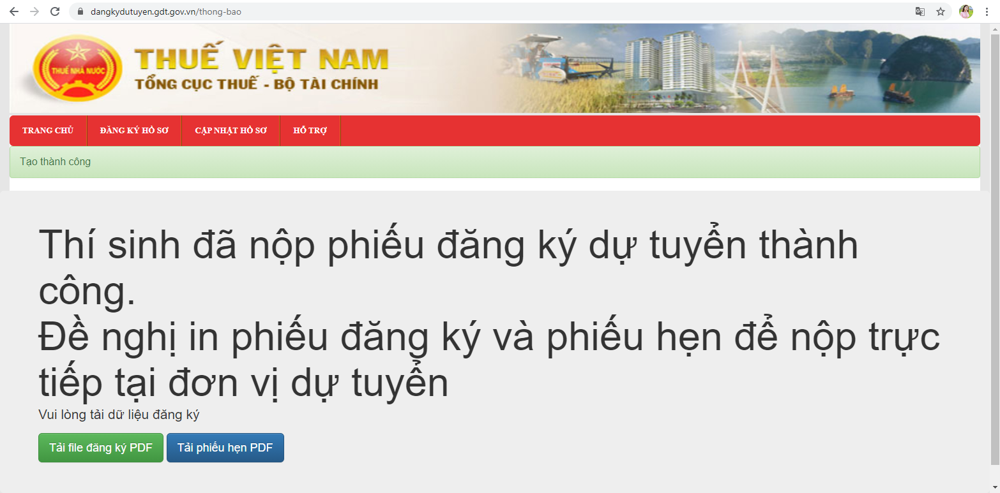 dangkydutuyen.gdt.gov.vn/thong-bao
THUẾ NHÀ NƯỚC
THUẾ VIỆT NAM
TỔNG CỤC THUẾ - BỘ TÀI CHÍNH
TRANG CHỦ ĐĂNG KÝ HỒ SƠ CẬP NHẬT HỒ SƠ HỖ TRỢ
Tạo thành công
Thí sinh đã nộp phiếu đăng ký dự tuyển thành
công.
Đề nghị in phiếu đăng ký và phiếu hẹn để nộp trực
tiếp tại đơn vị dự tuyển
Vui lòng tải dữ liệu đăng ký
Tải file đăng ký PDF Tải phiếu hẹn PDF